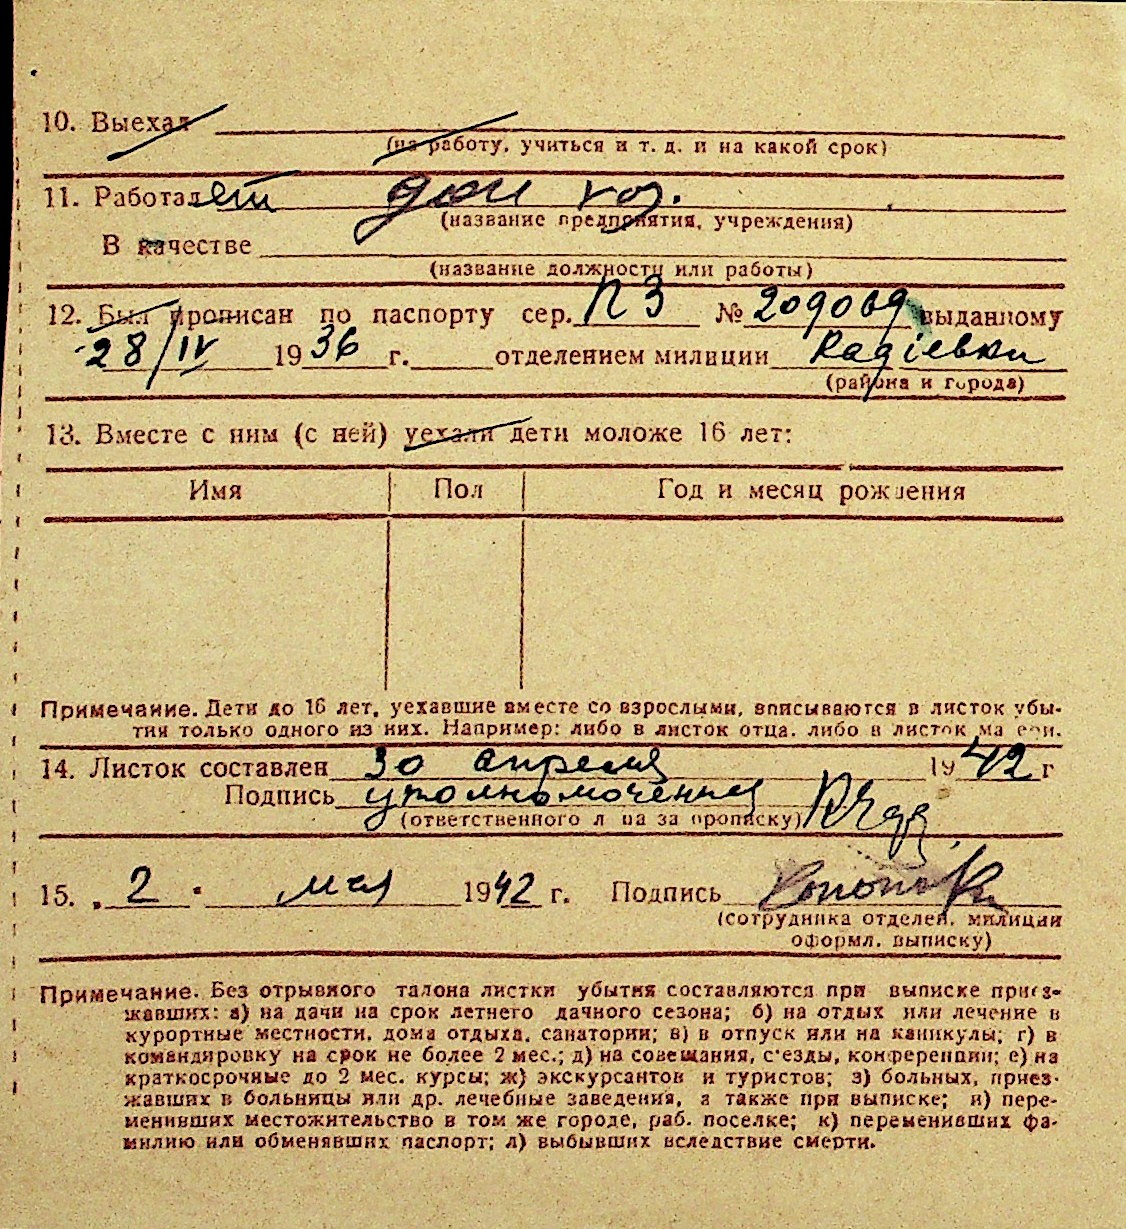 10. Выехал
(на работу, учиться и т. д. и на какой срок)
11. Работает дом хоз.
(название предприятия, учреждения)
В качестве
(название должности или работы)
12. Был прописан по паспорту сер. ПЗ № 209069 выданному
28/IV 1936 г. отделением милиции
(района и города)
13. Вместе с ним (с ней) уехали дети моложе 16 лет:
Имя Пол Год и месяц рождения
Примечание. Дети до 16 лет, уехавшие вместе со взрослыми, вписываются в листок убы-
тия только одного из них. Например: либо в листок отца, либо в листок матери.
14. Листок составлен 30 апреля 1942 г
Подпись уполномоченный
(ответственного лица за прописку)
15. „ 2 " мая 1942 г. Подпись
(сотрудника отделен. милиции
оформл. выписку)
Примечание. Без отрывного талона листки убытия составляются при выписке приез-
жавших: а) на дачи на срок летнего дачного сезона; б) на отдых или лечение в
курортные местности, дома отдыха, санатории; в) в отпуск или на каникулы; г) в
командировку на срок не более 2 мес.; д) на совещания, с'езды, конференции; е) на
краткосрочные до 2 мес. курсы; ж) экскурсантов и туристов; з) больных, приез-
жавших в больницы или др. лечебные заведения, а также при выписке; и) пере-
менивших местожительство в том же городе, раб. поселке; к) переменивших фа-
милию или обменявших паспорт; л) выбывших вследствие смерти.